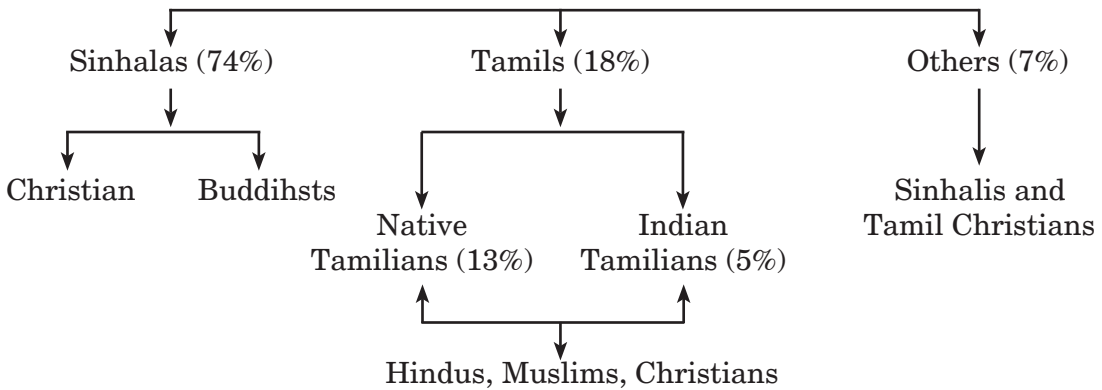 Sinhalas (74%)
Tamils (18%)
Others (7%)
Christian
Buddihsts
Native
Tamilians (13%)
Indian
Tamilians (5%)
Sinhalis and
Tamil Christians
Hindus, Muslims, Christians